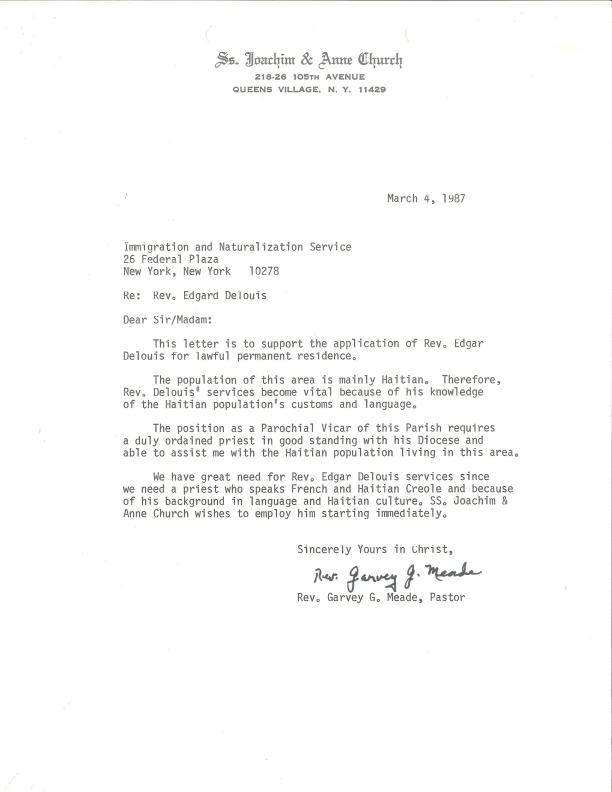 Ss. Joachim & Anne Church
218-26 105TH AVENUE
QUEENS VILLAGE, N. Y. 11429
March 4, 1987
Immigration and Naturalization Service
26 Federal Plaza
New York, New York 10278
Re: Rev. Edgard Delouis
Dear Sir/Madam:
This letter is to support the application of Rev. Edgar
Delouis for lawful permanent residence.
The population of this area is mainly Haitian. Therefore,
Rev. Delouis' services become vital because of his knowledge
of the Haitian population's customs and language.
The position as a Parochial Vicar of this Parish requires
a duly ordained priest in good standing with his Diocese and
able to assist me with the Haitian population living in this area.
We have great need for Rev. Edgar Delouis services since
we need a priest who speaks French and Haitian Creole and because
of his background in language and Haitian culture. SS. Joachim &
Anne Church wishes to employ him starting immediately.
Sincerely Yours in Christ,
Rev. Garvey G. Meade
Rev. Garvey G. Meade, Pastor